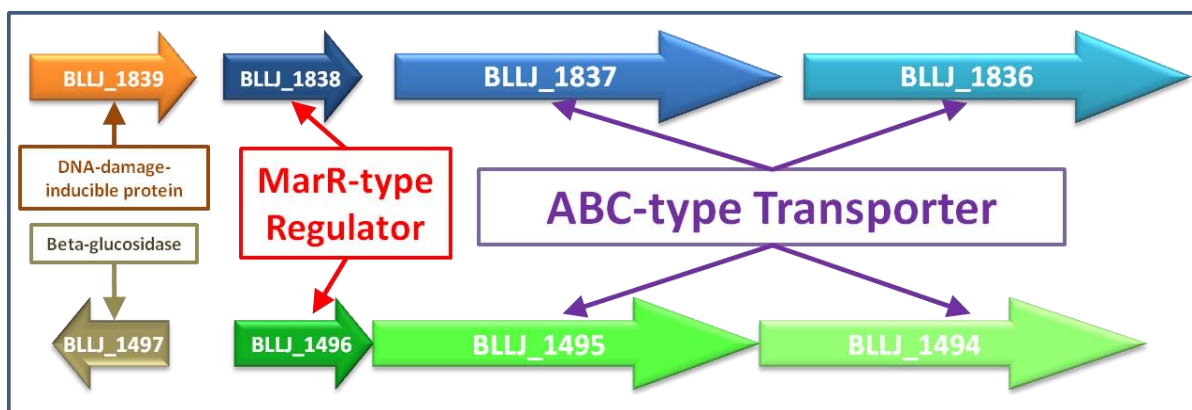 BLLJ_1839
BLLJ_1838
BLLJ_1837
BLLJ_1836
DNA-damage-
inducible protein
MarR-type
Regulator
ABC-type Transporter
Beta-glucosidase
BLLJ_1497
BLLJ_1496
BLLJ_1495
BLLJ_1494